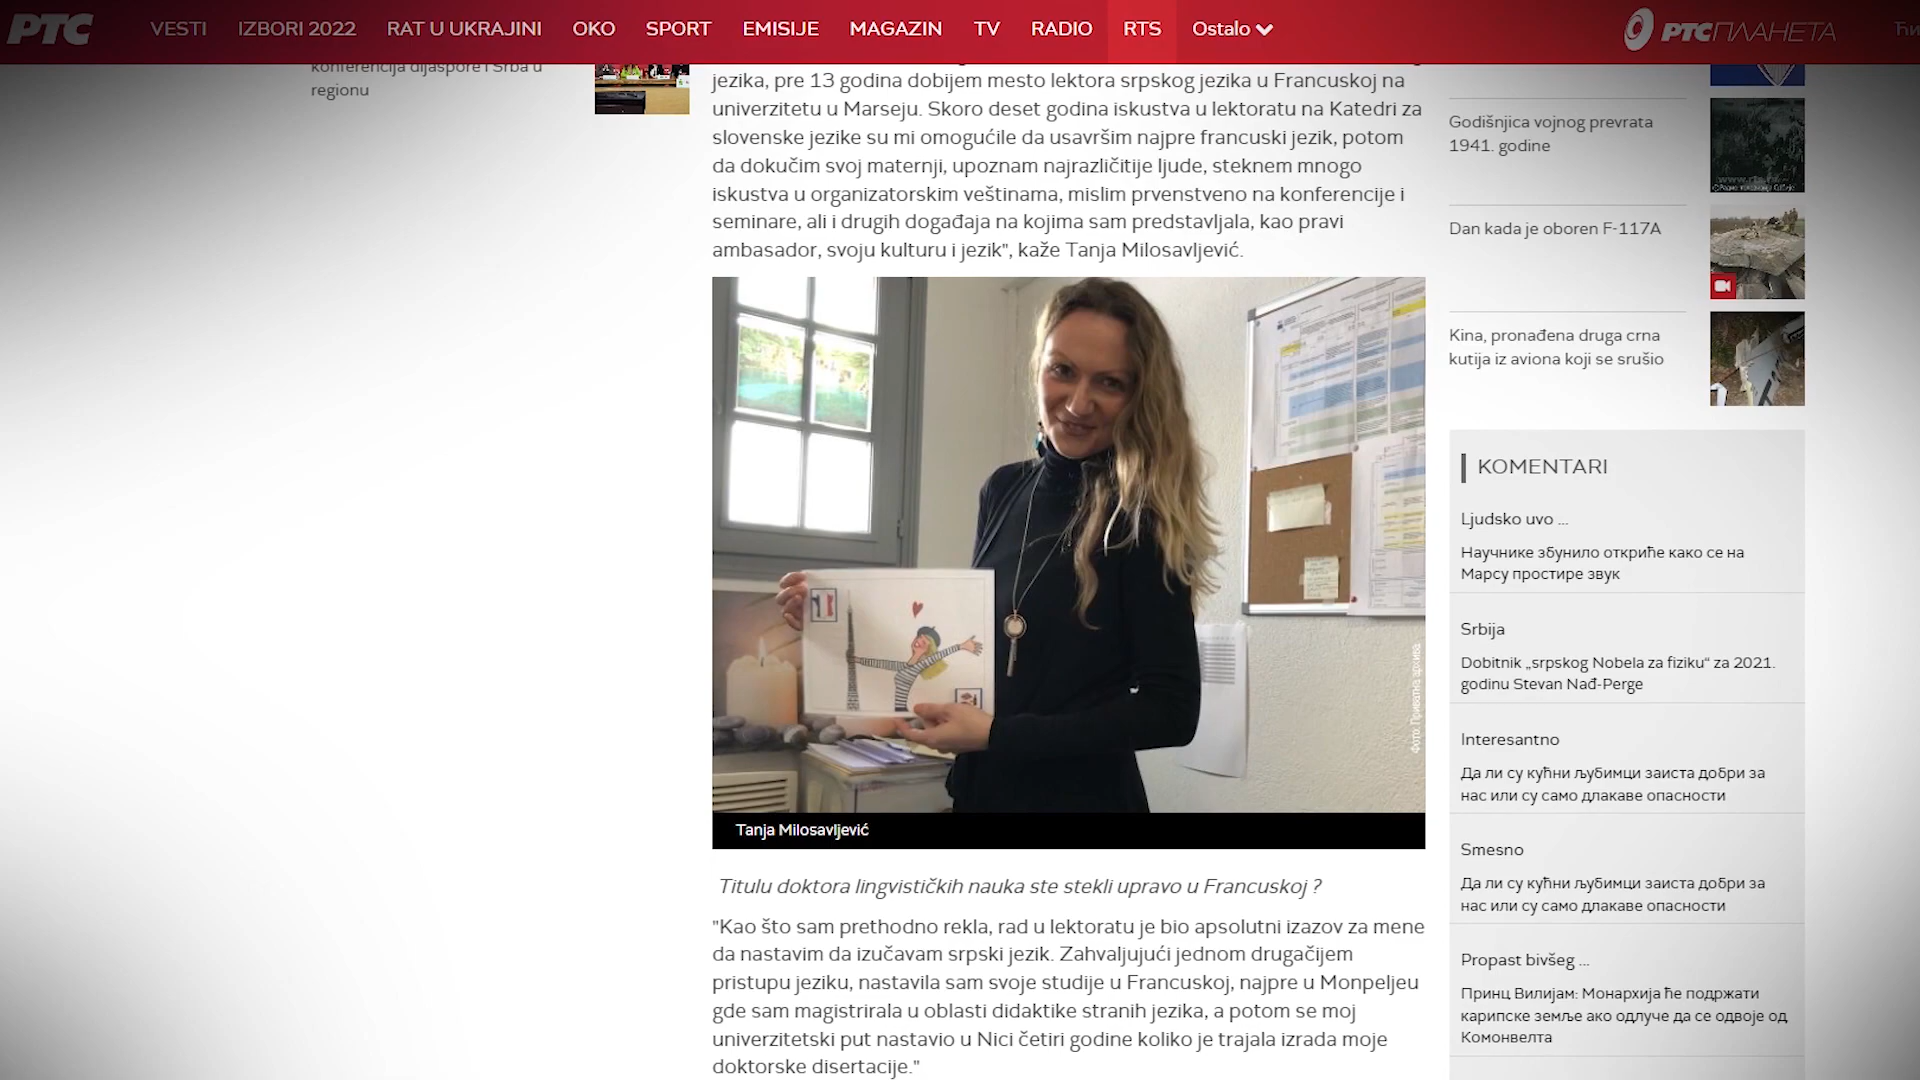 PTC
VESTI
IZBORI 2022
RAT U UKRAJINI
OKO
SPORT
EMISIJE
MAGAZIN
TV
RADIO
RTS
Ostalo
РТСПЛАНЕТА
konferencija dijaspore i Srba u
regionu
jezika, pre 13 godina dobijem mesto lektora srpskog jezika u Francuskoj na
univerzitetu u Marseju. Skoro deset godina iskustva u lektoratu na Katedri za
slovenske jezike su mi omogućile da usavršim najpre francuski jezik, potom
da dokučim svoj maternji, upoznam najrazličitije ljude, steknem mnogo
iskustva u organizatorskim veštinama, mislim prvenstveno na konferencije i
seminare, ali i drugih događaja na kojima sam predstavljala, kao pravi
ambasador, svoju kulturu i jezik", kaže Tanja Milosavljević.
Фото: Приватна архива
Tanja Milosavljević
Titulu doktora lingvističkih nauka ste stekli upravo u Francuskoj ?
"Kao što sam prethodno rekla, rad u lektoratu je bio apsolutni izazov za mene
da nastavim da izučavam srpski jezik. Zahvaljujući jednom drugačijem
pristupu jeziku, nastavila sam svoje studije u Francuskoj, najpre u Monpeljeu
gde sam magistrirala u oblasti didaktike stranih jezika, a potom se moj
univerzitetski put nastavio u Nici četiri godine koliko je trajala izrada moje
doktorske disertacije."
Godišnjica vojnog prevrata
1941. godine
Dan kada je oboren F-117A
Kina, pronađena druga crna
kutija iz aviona koji se srušio
KOMENTARI
Ljudsko uvo ...
Научнике збунило откриће како се на
Марсу простире звук
Srbija
Dobitnik „srpskog Nobela za fiziku“ za 2021.
godinu Stevan Nađ-Perge
Interesantno
Да ли су кућни љубимци заиста добри за
нас или су само длакаве опасности
Smesno
Да ли су кућни љубимци заиста добри за
нас или су само длакаве опасности
Propast bivšeg ...
Принц Вилијам: Монархија ће подржати
карипске земље ако одлуче да се одвоје од
Комонвелта